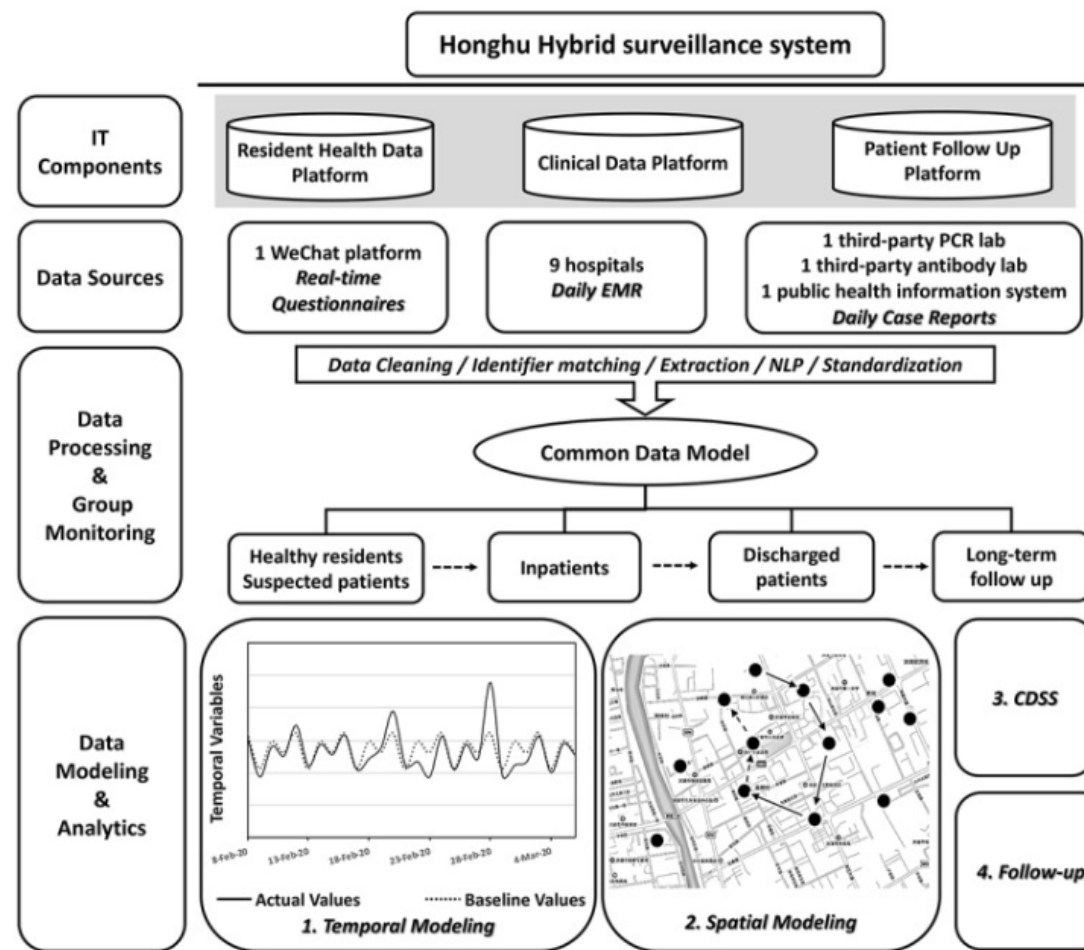 Honghu Hybrid surveillance system
IT
Components
Resident Health Data
Platform
Clinical Data Platform
Patient Follow Up
Platform
Data Sources
1 WeChat platform
Real-time
Questionnaires
9 hospitals
Daily EMR
1 third-party PCR lab
1 third-party antibody lab
1 public health information system
Daily Case Reports
Data
Processing
&
Group
Monitoring
Data Cleaning / Identifier matching / Extraction / NLP / Standardization
Common Data Model
Healthy residents
Suspected patients
Inpatients
Discharged
patients
Long-term
follow up
Data
Modeling
&
Analytics
Temporal Variables
8-Feb-20
13-Feb-20
18-Feb-20
23-Feb-20
28-Feb-20
4-Mar-20
Actual Values
Baseline Values
1. Temporal Modeling
2. Spatial Modeling
3. CDSS
4. Follow-up